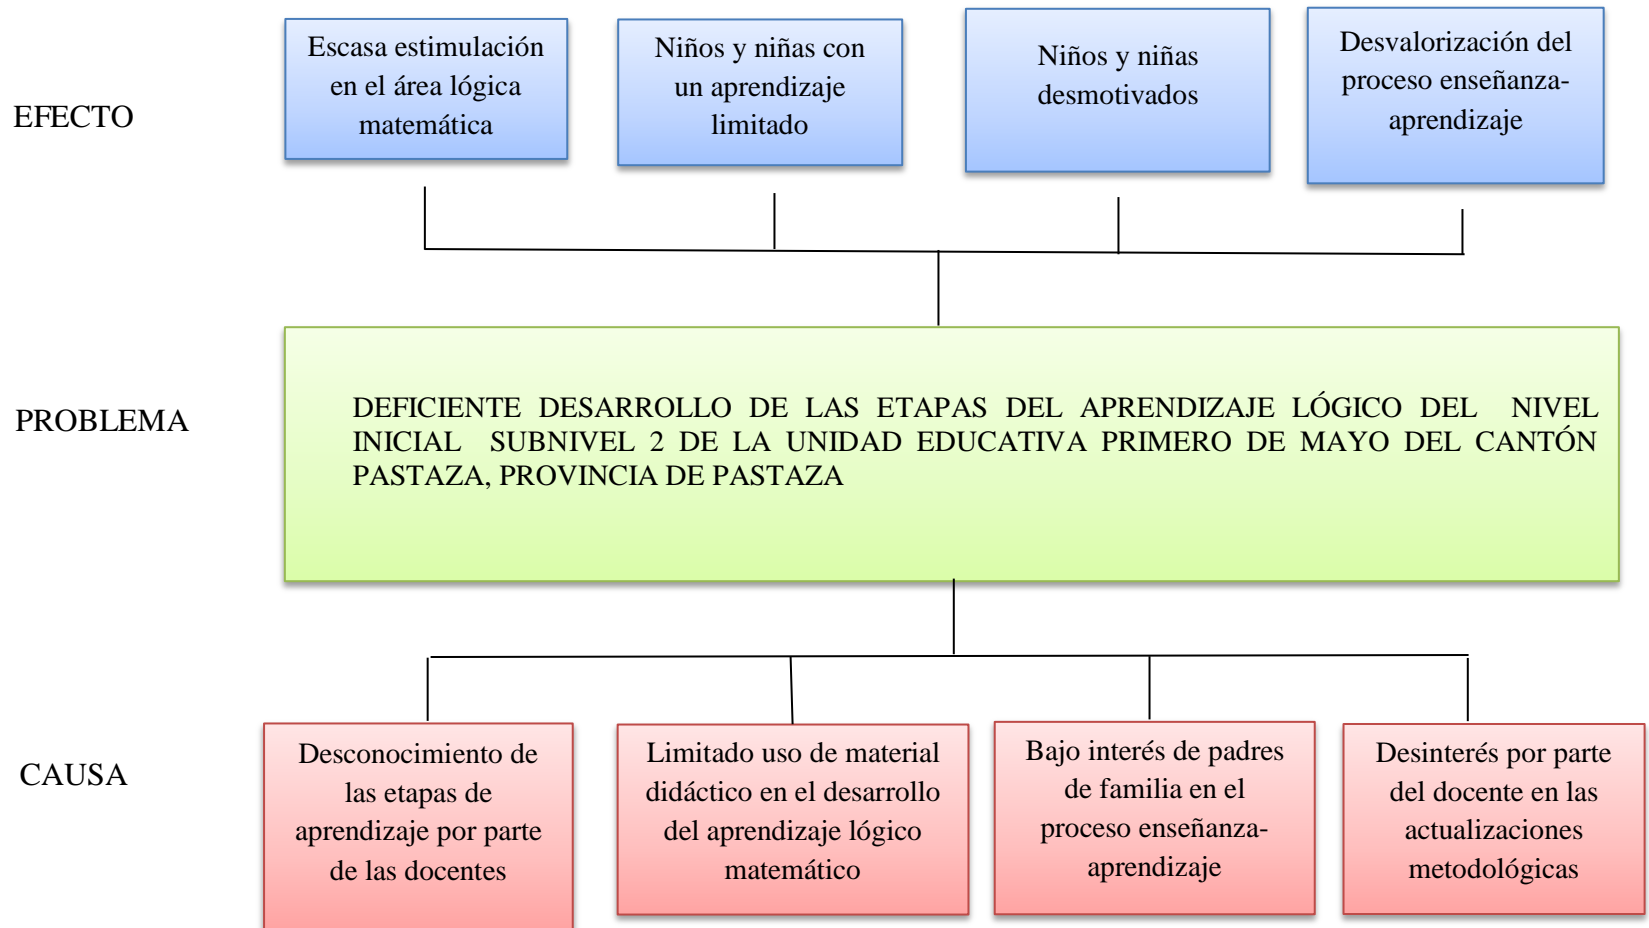 EFECTO
Escasa estimulación
en el área lógica
matemática
Niños y niñas con
un aprendizaje
limitado
Niños y niñas
desmotivados
Desvalorización del
proceso enseñanza-
aprendizaje
PROBLEMA
DEFICIENTE DESARROLLO DE LAS ETAPAS DEL APRENDIZAJE LÓGICO DEL NIVEL
INICIAL SUBNIVEL 2 DE LA UNIDAD EDUCATIVA PRIMERO DE MAYO DEL CANTÓN
PASTAZA, PROVINCIA DE PASTAZA
CAUSA
Desconocimiento de
las etapas de
aprendizaje por parte
de las docentes
Limitado uso de material
didáctico en el desarrollo
del aprendizaje lógico
matemático
Bajo interés de padres
de familia en el
proceso enseñanza-
aprendizaje
Desinterés por parte
del docente en las
actualizaciones
metodológicas